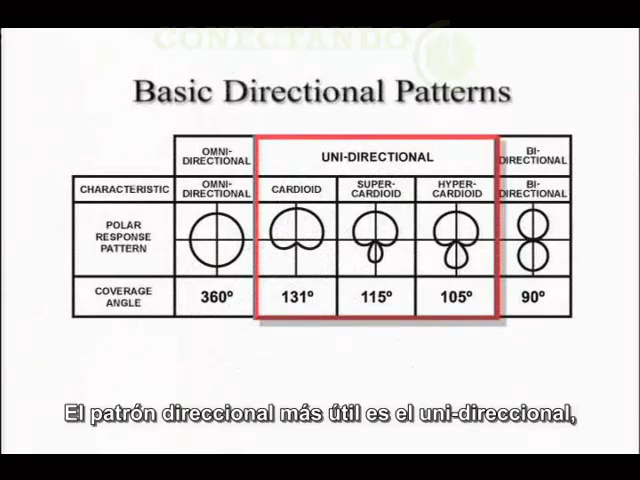 CONECTANDO
Basic Directional Patterns
OMNI-
DIRECTIONAL
UNI-DIRECTIONAL
BI-
DIRECTIONAL
CHARACTERISTIC
OMNI-
DIRECTIONAL
CARDIOID
SUPER-
CARDIOID
HYPER-
CARDIOID
BI-
DIRECTIONAL
POLAR
RESPONSE
PATTERN
COVERAGE
ANGLE
360º
131º
115º
105º
90º
El patrón direccional más útil es el uni-direccional,